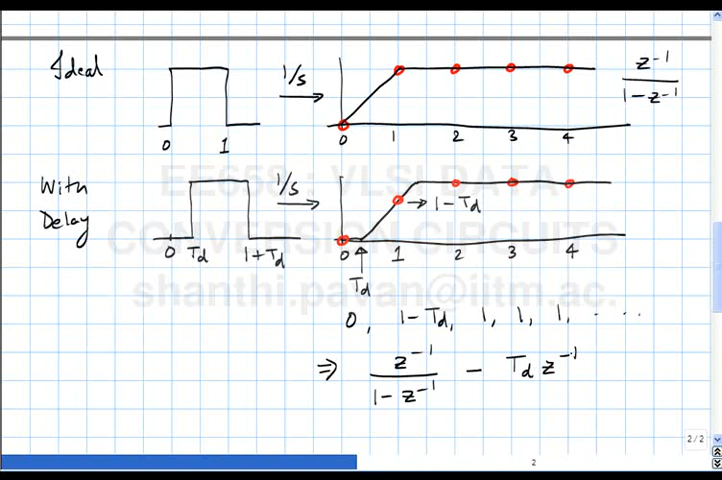 Ideal
1/s
z⁻¹
1 - z⁻¹
0 1 0 1 2 3 4
With
Delay
1/s
→ 1 - Td
0 Td 1+Td 0 1 2 3 4
Td
EE658 : VLSI DATA
CONVERSION CIRCUITS
shanthi.pavan@iitm.ac.
0, 1 - Td, 1, 1, 1, .....
⇒ z⁻¹ / 1 - z⁻¹ - Td z⁻¹
2/2
2